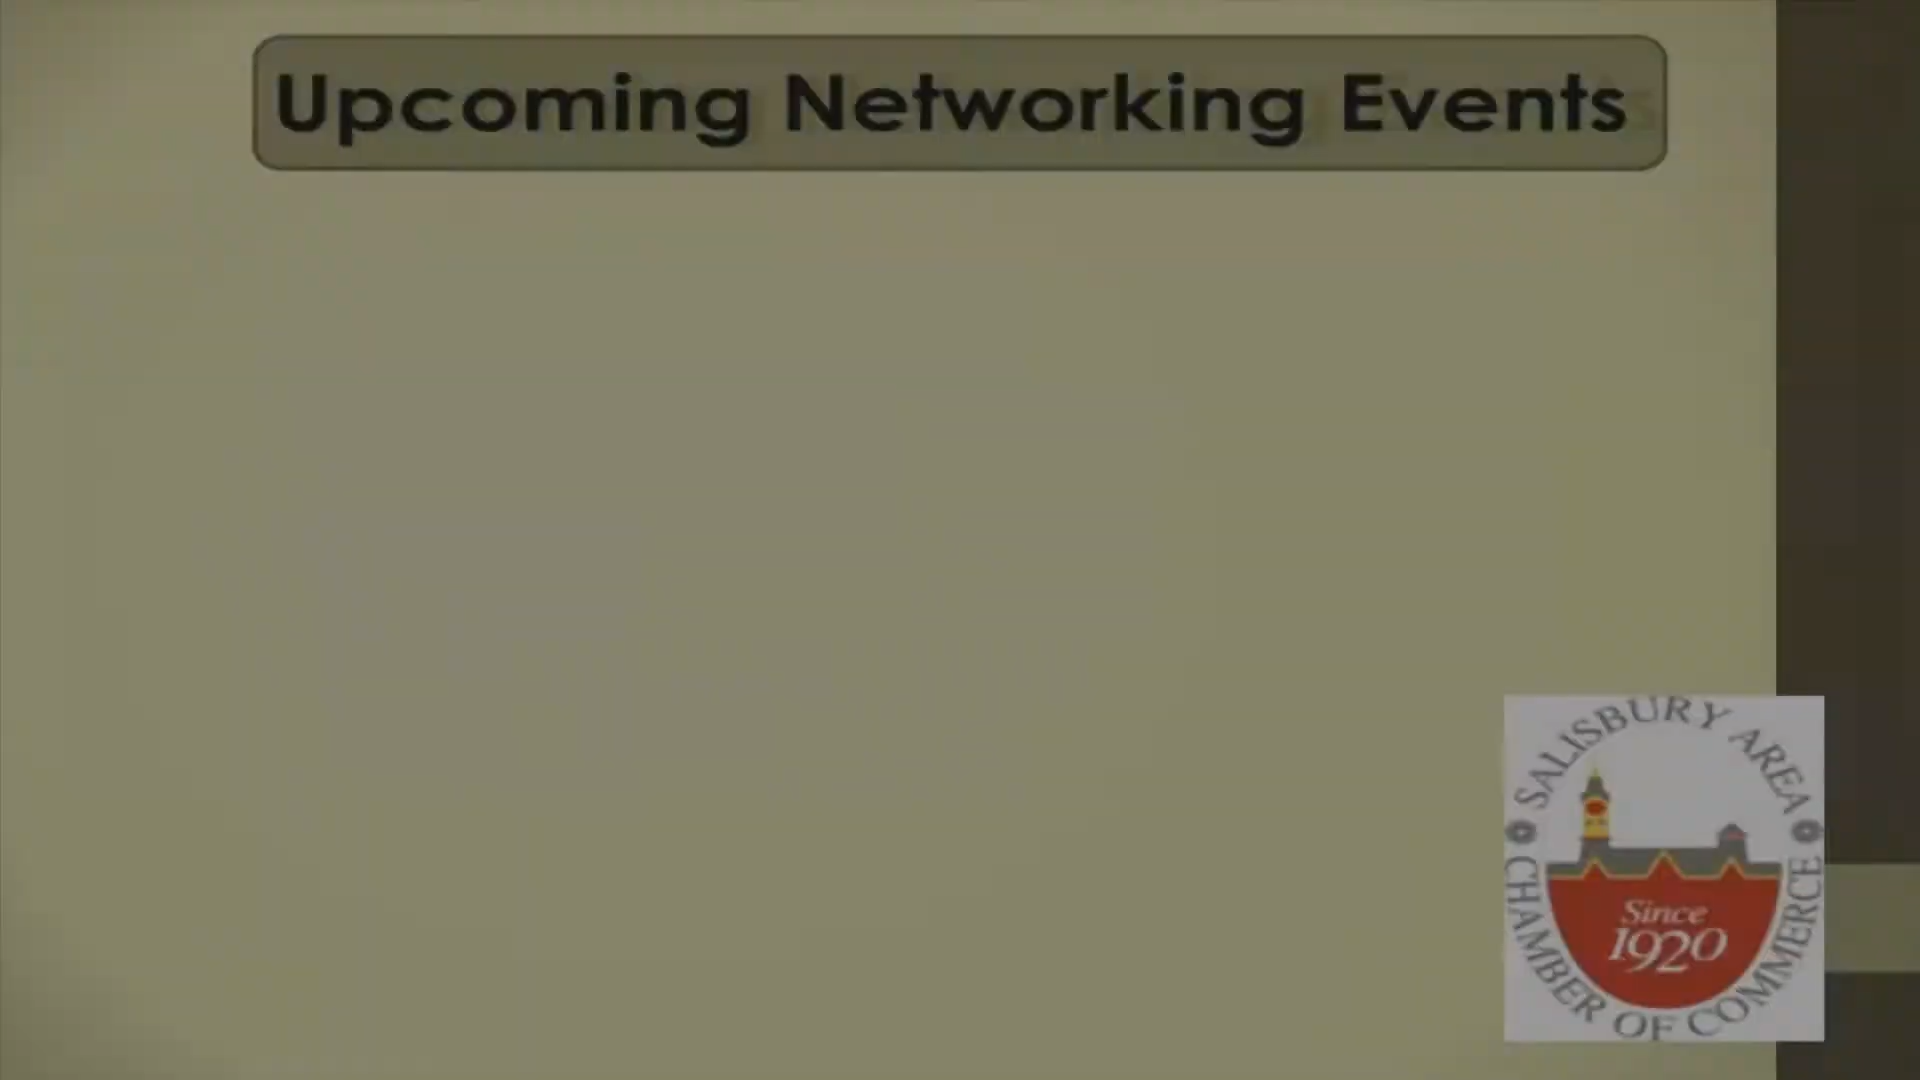 Upcoming Networking Events
SALISBURY AREA
Since
1920
CHAMBER OF COMMERCE